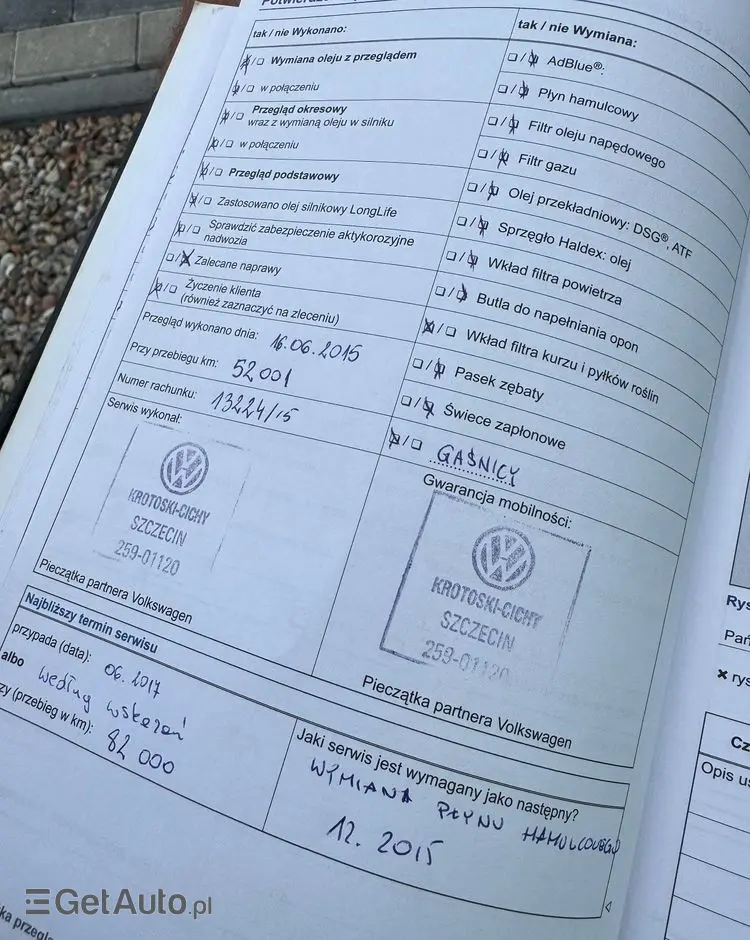 tak / nie Wykonano:
Wymiana oleju z przeglądem
w połączeniu
Przegląd okresowy
wraz z wymianą oleju w silniku
w połączeniu
Przegląd podstawowy
Zastosowano olej silnikowy LongLife
Sprawdzić zabezpieczenie aktykorozyjne
nadwozia
Zalecane naprawy
Życzenie klienta
(również zaznaczyć na zleceniu)
Przegląd wykonano dnia: 16.06.2015
Przy przebiegu km: 52 001
Numer rachunku: 13224/15
Serwis wykonał:
KROTOSKI-CICHY
SZCZECIN
259-01120
Pieczątka partnera Volkswagen
tak / nie Wymiana:
AdBlue®:
Płyn hamulcowy
Filtr oleju napędowego
Filtr gazu
Olej przekładniowy: DSG®, ATF
Sprzęgło Haldex: olej
Wkład filtra powietrza
Butla do napełniania opon
Wkład filtra kurzu i pyłków roślin
Pasek zębaty
Świece zapłonowe
GAŚNICY
Gwarancja mobilności:
KROTOSKI-CICHY
SZCZECIN
259-01120
Pieczątka partnera Volkswagen
Najbliższy termin serwisu
przypada (data): 06.2017
albo według wskazań
(przebieg w km): 82 000
Jaki serwis jest wymagany jako następny?
WYMIANA PŁYNU HAMULCOWEGO
12.2015
Rys
x rys
Opis
GetAuto.pl